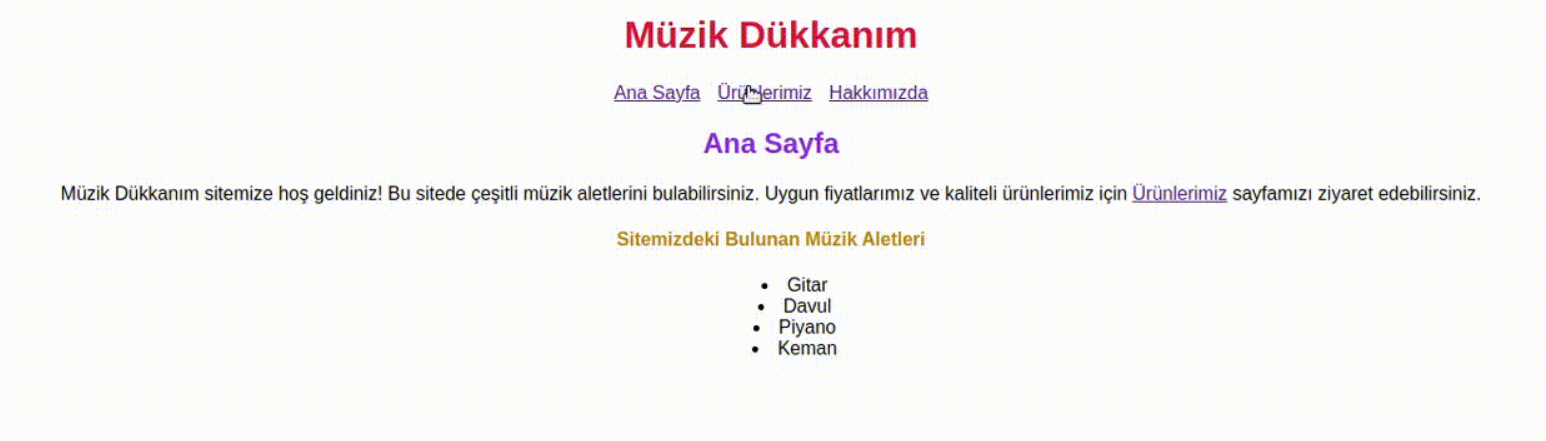 Müzik Dükkanım
Ana Sayfa Ürünlerimiz Hakkımızda
Ana Sayfa
Müzik Dükkanım sitemize hoş geldiniz! Bu sitede çeşitli müzik aletlerini bulabilirsiniz. Uygun fiyatlarımız ve kaliteli ürünlerimiz için Ürünlerimiz sayfamızı ziyaret edebilirsiniz.
Sitemizdeki Bulunan Müzik Aletleri
• Gitar
• Davul
• Piyano
• Keman